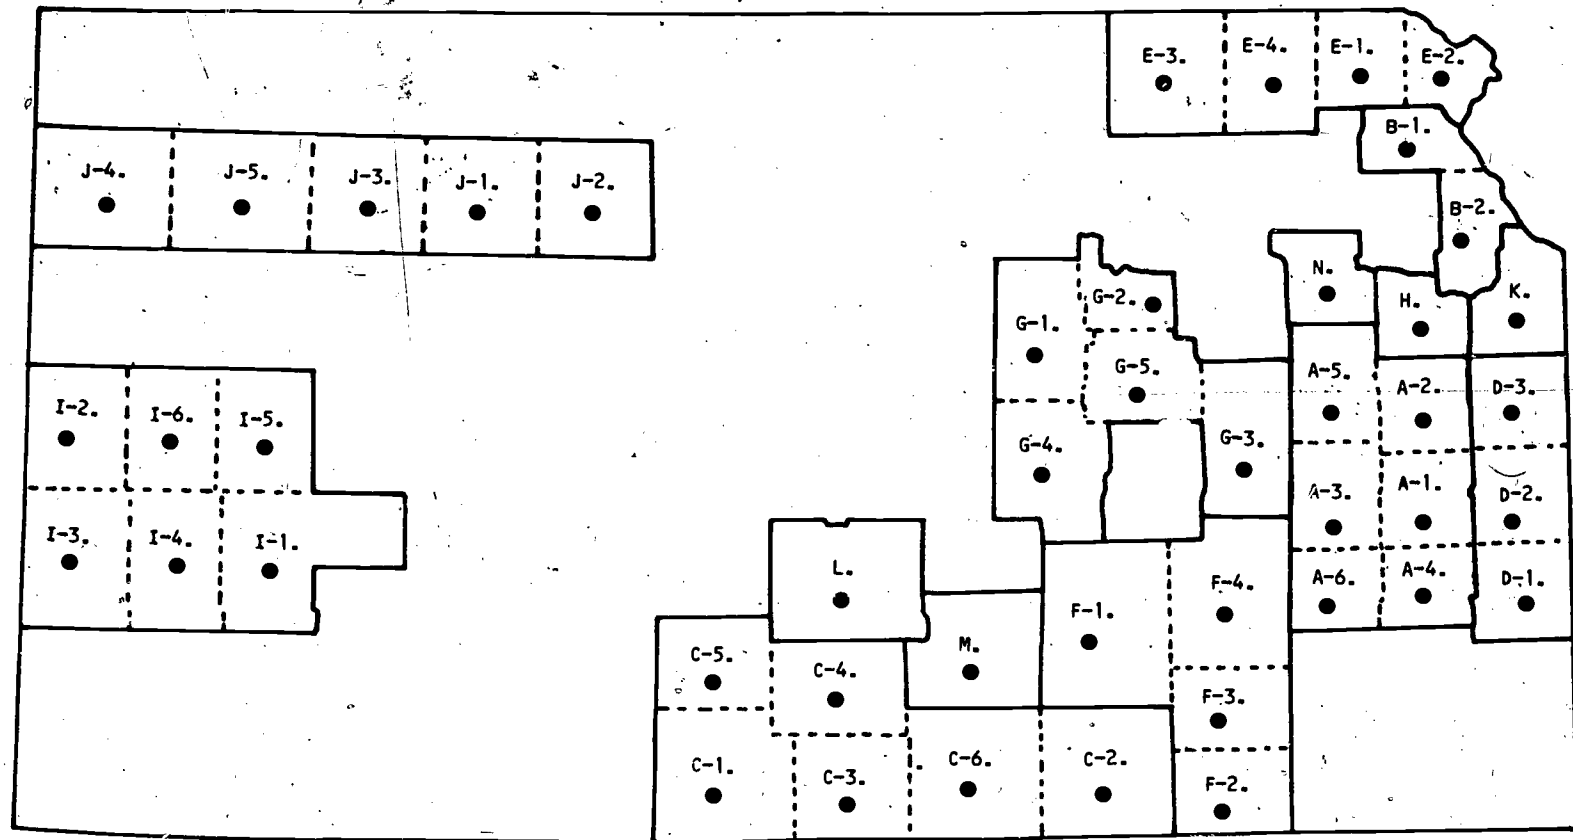 E-3.
E-4.
E-1.
E-2.
B-1.
B-2.
J-4.
J-5.
J-3.
J-1.
J-2.
N.
H.
K.
G-1.
G-2.
G-5.
G-4.
G-3.
A-5.
A-2.
D-3.
A-3.
A-1.
D-2.
A-6.
A-4.
D-1.
I-2.
I-6.
I-5.
I-3.
I-4.
I-1.
L.
M.
F-1.
F-4.
F-3.
F-2.
C-5.
C-4.
C-1.
C-3.
C-6.
C-2.